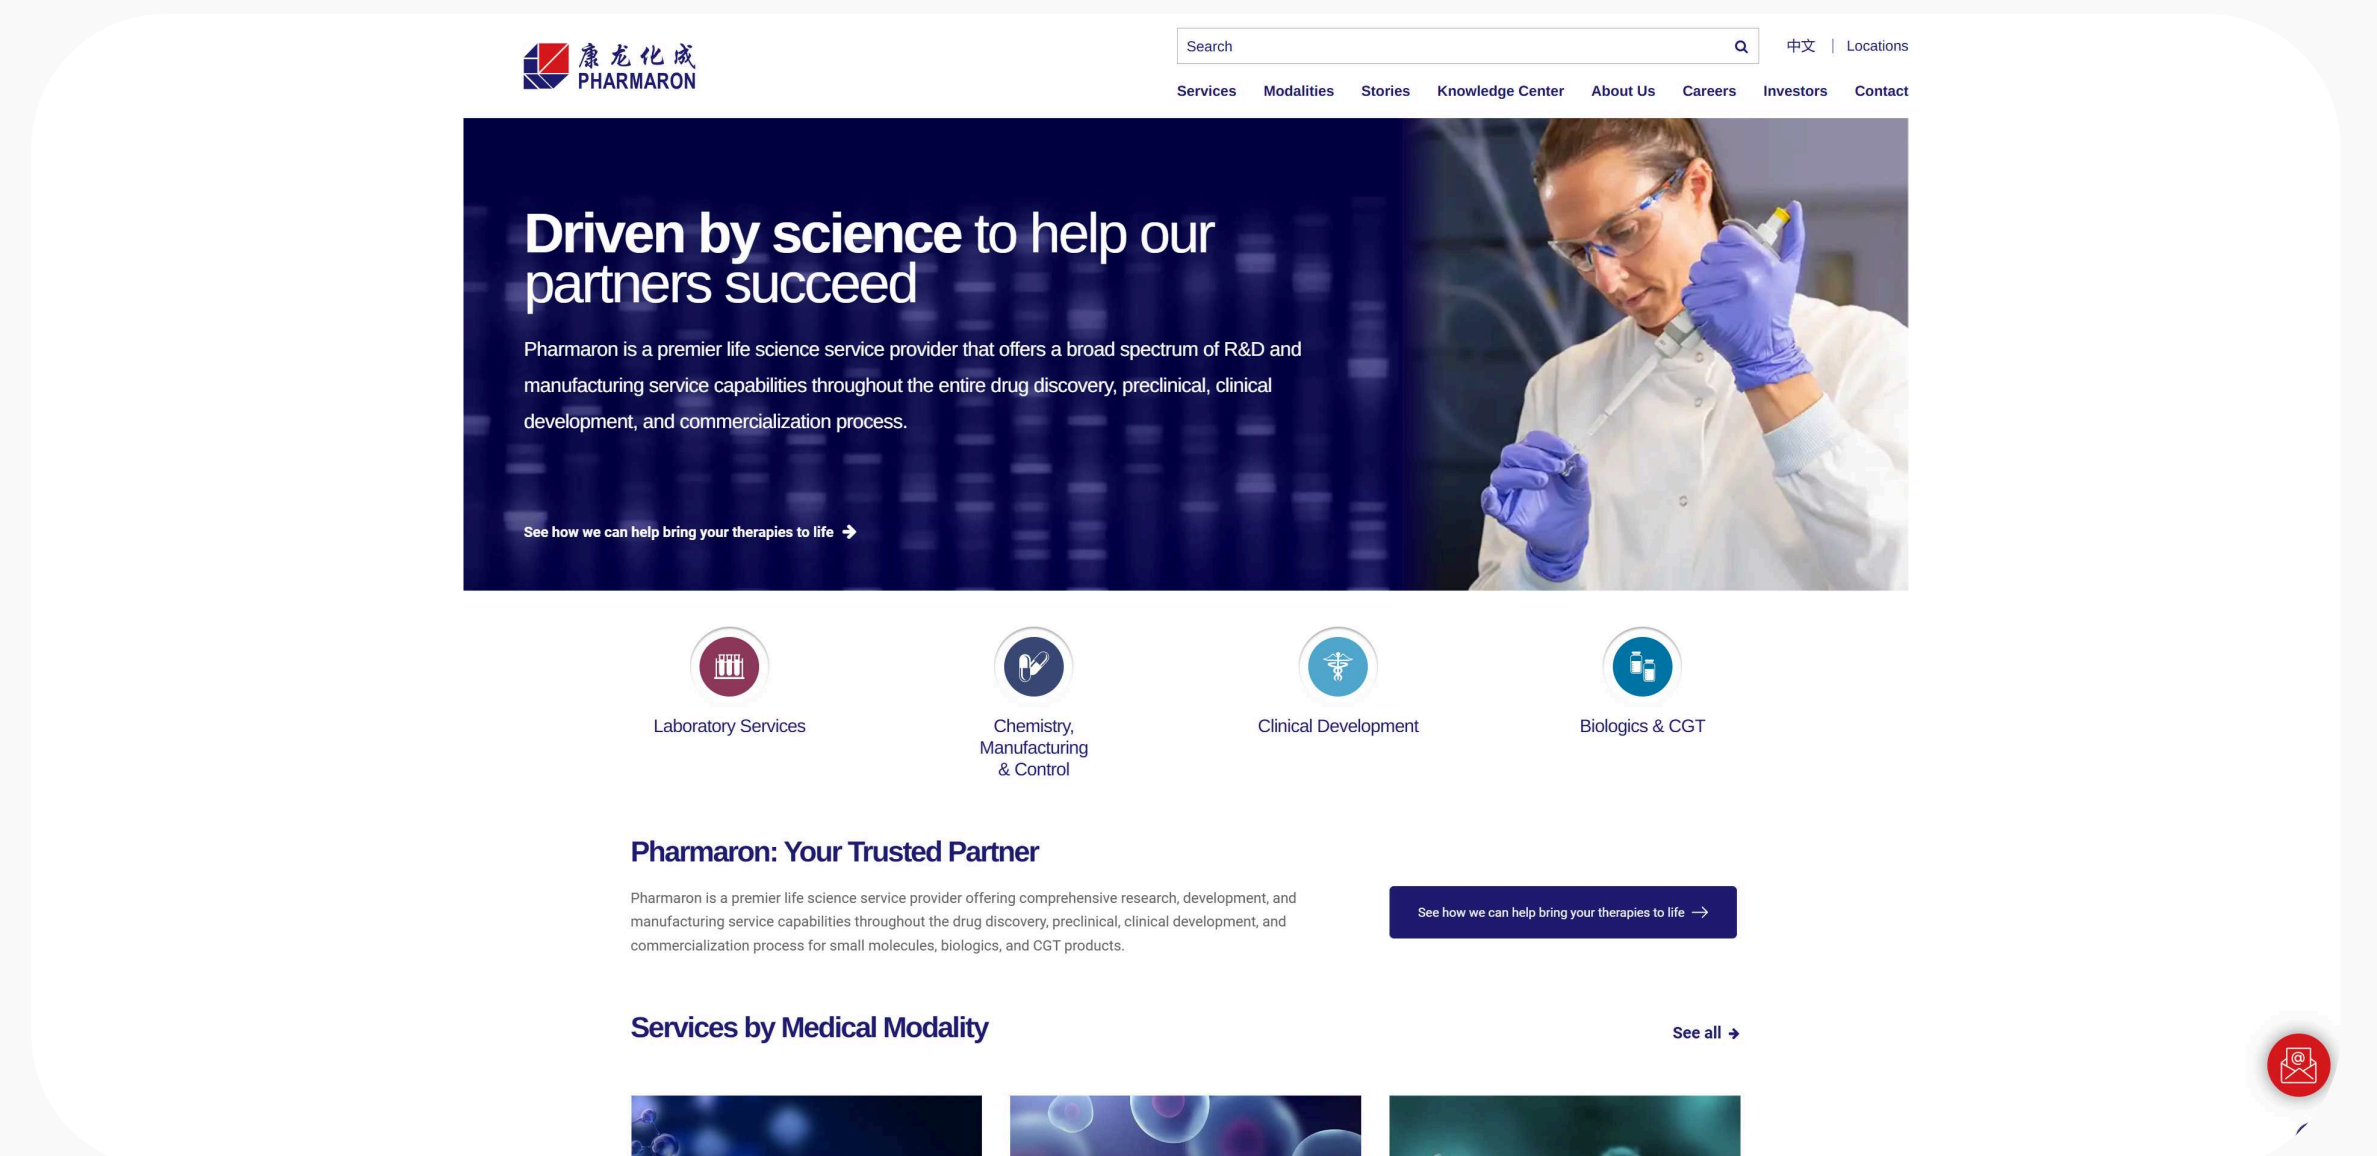 康龙化成
PHARMARON
Search
中文 | Locations
Services Modalities Stories Knowledge Center About Us Careers Investors Contact
Driven by science to help our
partners succeed
Pharmaron is a premier life science service provider that offers a broad spectrum of R&D and
manufacturing service capabilities throughout the entire drug discovery, preclinical, clinical
development, and commercialization process.
See how we can help bring your therapies to life
Laboratory Services
Chemistry,
Manufacturing
& Control
Clinical Development
Biologics & CGT
Pharmaron: Your Trusted Partner
Pharmaron is a premier life science service provider offering comprehensive research, development, and
manufacturing service capabilities throughout the drug discovery, preclinical, clinical development, and
commercialization process for small molecules, biologics, and CGT products.
See how we can help bring your therapies to life
Services by Medical Modality
See all